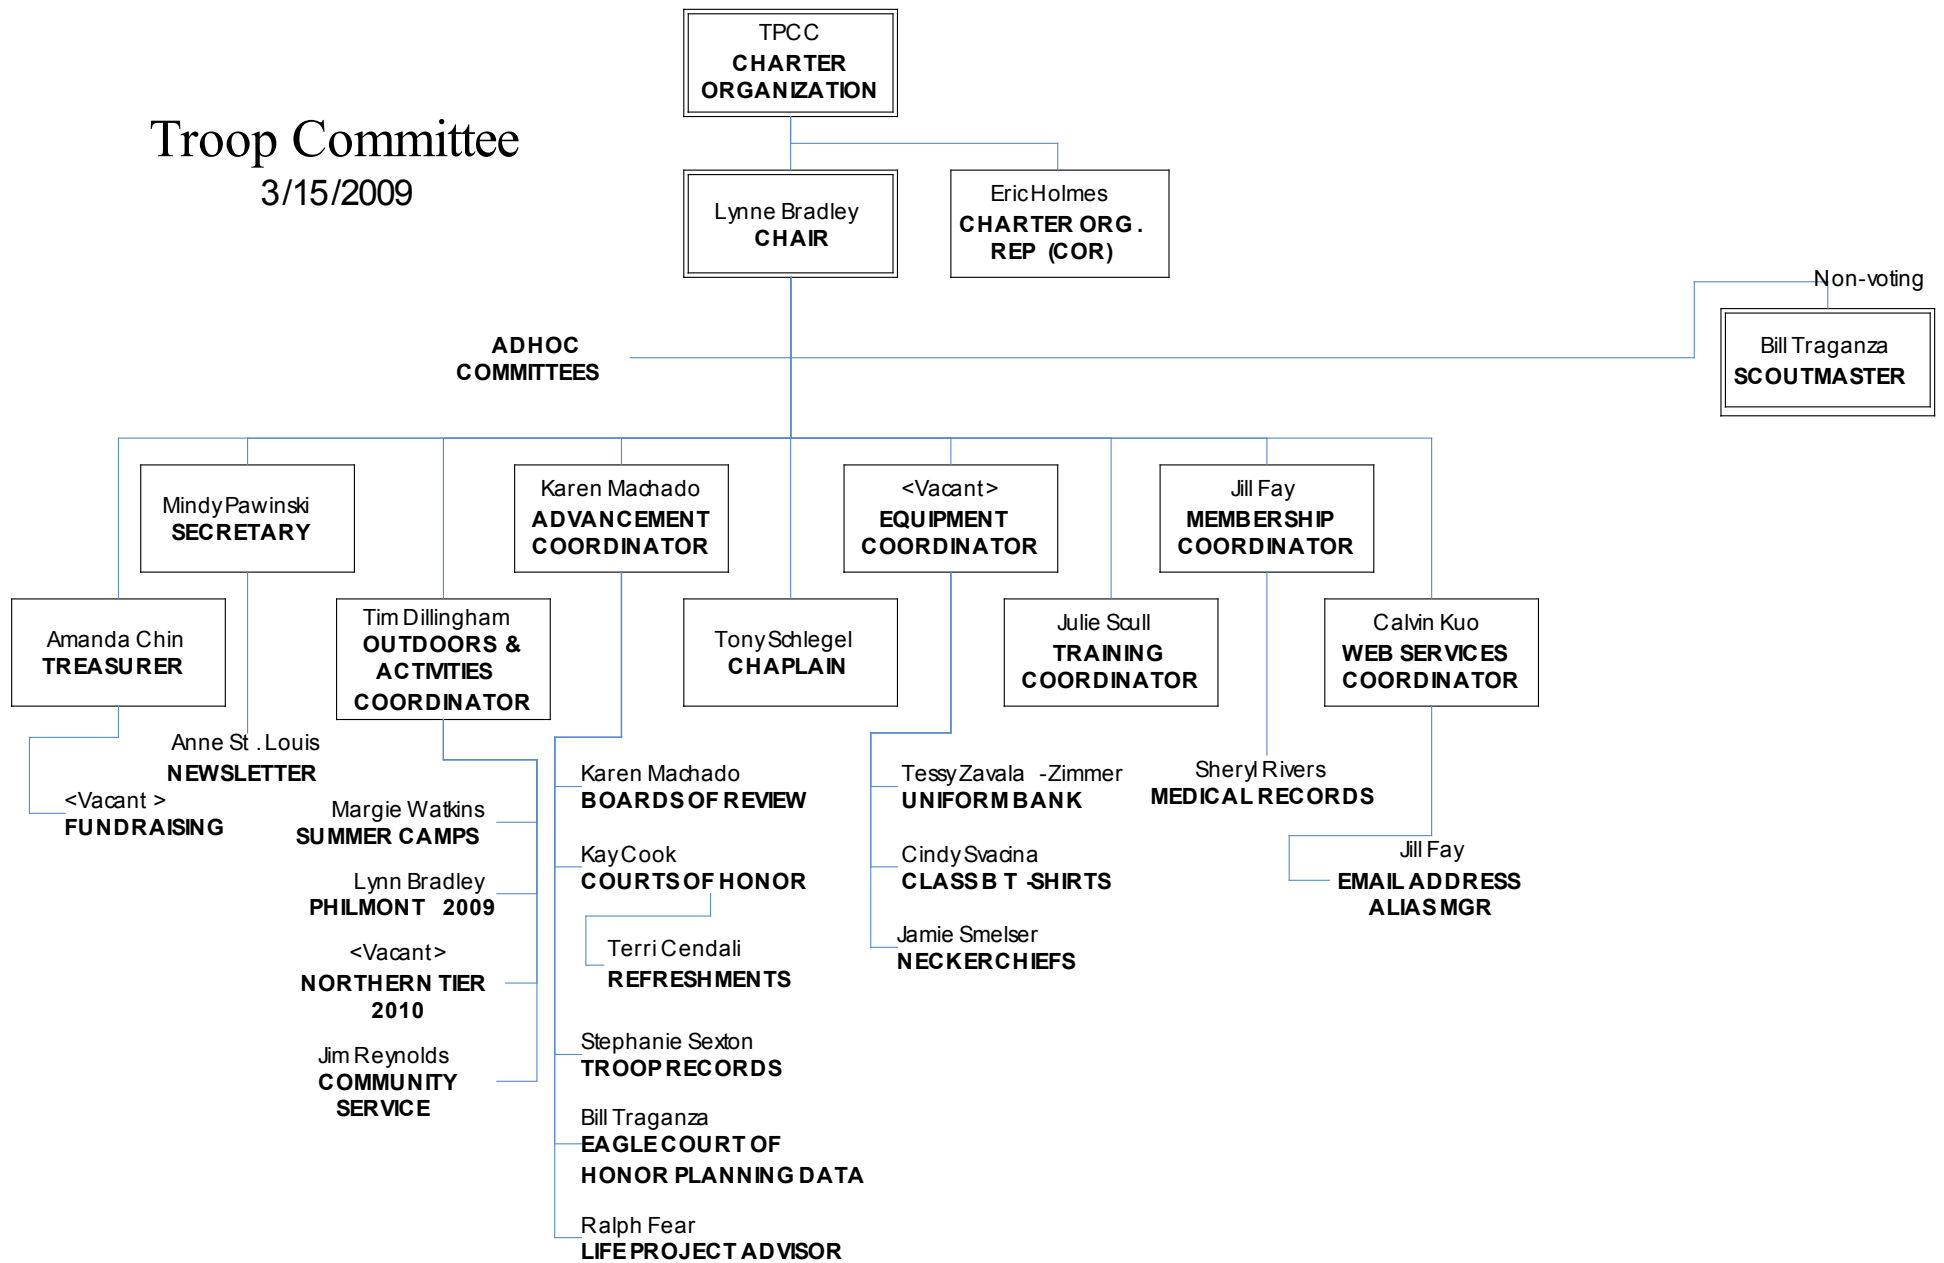 TPCC
CHARTER
ORGANIZATION
Troop Committee
3/15/2009
Lynne Bradley
CHAIR
Eric Holmes
CHARTER ORG.
REP (COR)
Non-voting
Bill Traganza
SCOUTMASTER
ADHOC
COMMITTEES
Mindy Pawinski
SECRETARY
Karen Machado
ADVANCEMENT
COORDINATOR
<Vacant>
EQUIPMENT
COORDINATOR
Jill Fay
MEMBERSHIP
COORDINATOR
Amanda Chin
TREASURER
Tim Dillingham
OUTDOORS &
ACTIVITIES
COORDINATOR
Tony Schlegel
CHAPLAIN
Julie Scull
TRAINING
COORDINATOR
Calvin Kuo
WEB SERVICES
COORDINATOR
Anne St. Louis
NEWSLETTER
<Vacant>
FUNDRAISING
Margie Watkins
SUMMER CAMPS
Lynn Bradley
PHILMONT 2009
<Vacant>
NORTHERN TIER
2010
Jim Reynolds
COMMUNITY
SERVICE
Karen Machado
BOARDS OF REVIEW
Kay Cook
COURTS OF HONOR
Terri Cendali
REFRESHMENTS
Stephanie Sexton
TROOP RECORDS
Bill Traganza
EAGLE COURT OF
HONOR PLANNING DATA
Ralph Fear
LIFE PROJECT ADVISOR
Tessy Zavala-Zimmer
UNIFORM BANK
Cindy Svacina
CLASS B T-SHIRTS
Jamie Smelser
NECKERCHIEFS
Sheryl Rivers
MEDICAL RECORDS
Jill Fay
EMAIL ADDRESS
ALIAS MGR